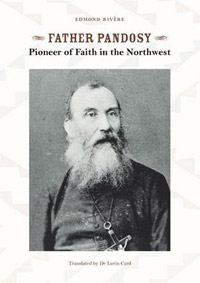 EDMOND RIVÈRE
FATHER PANDOSY
Pioneer of Faith in the Northwest
Translated by Dr Lorin Card